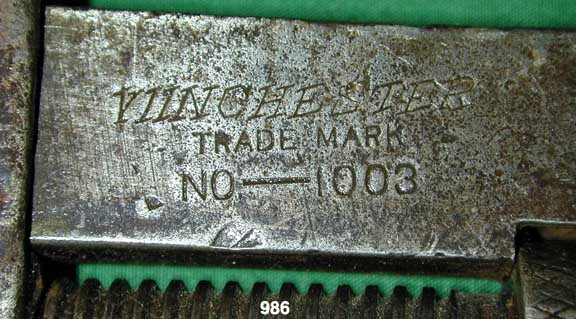 WINCHESTER
TRADE MARK
NO—1003
986